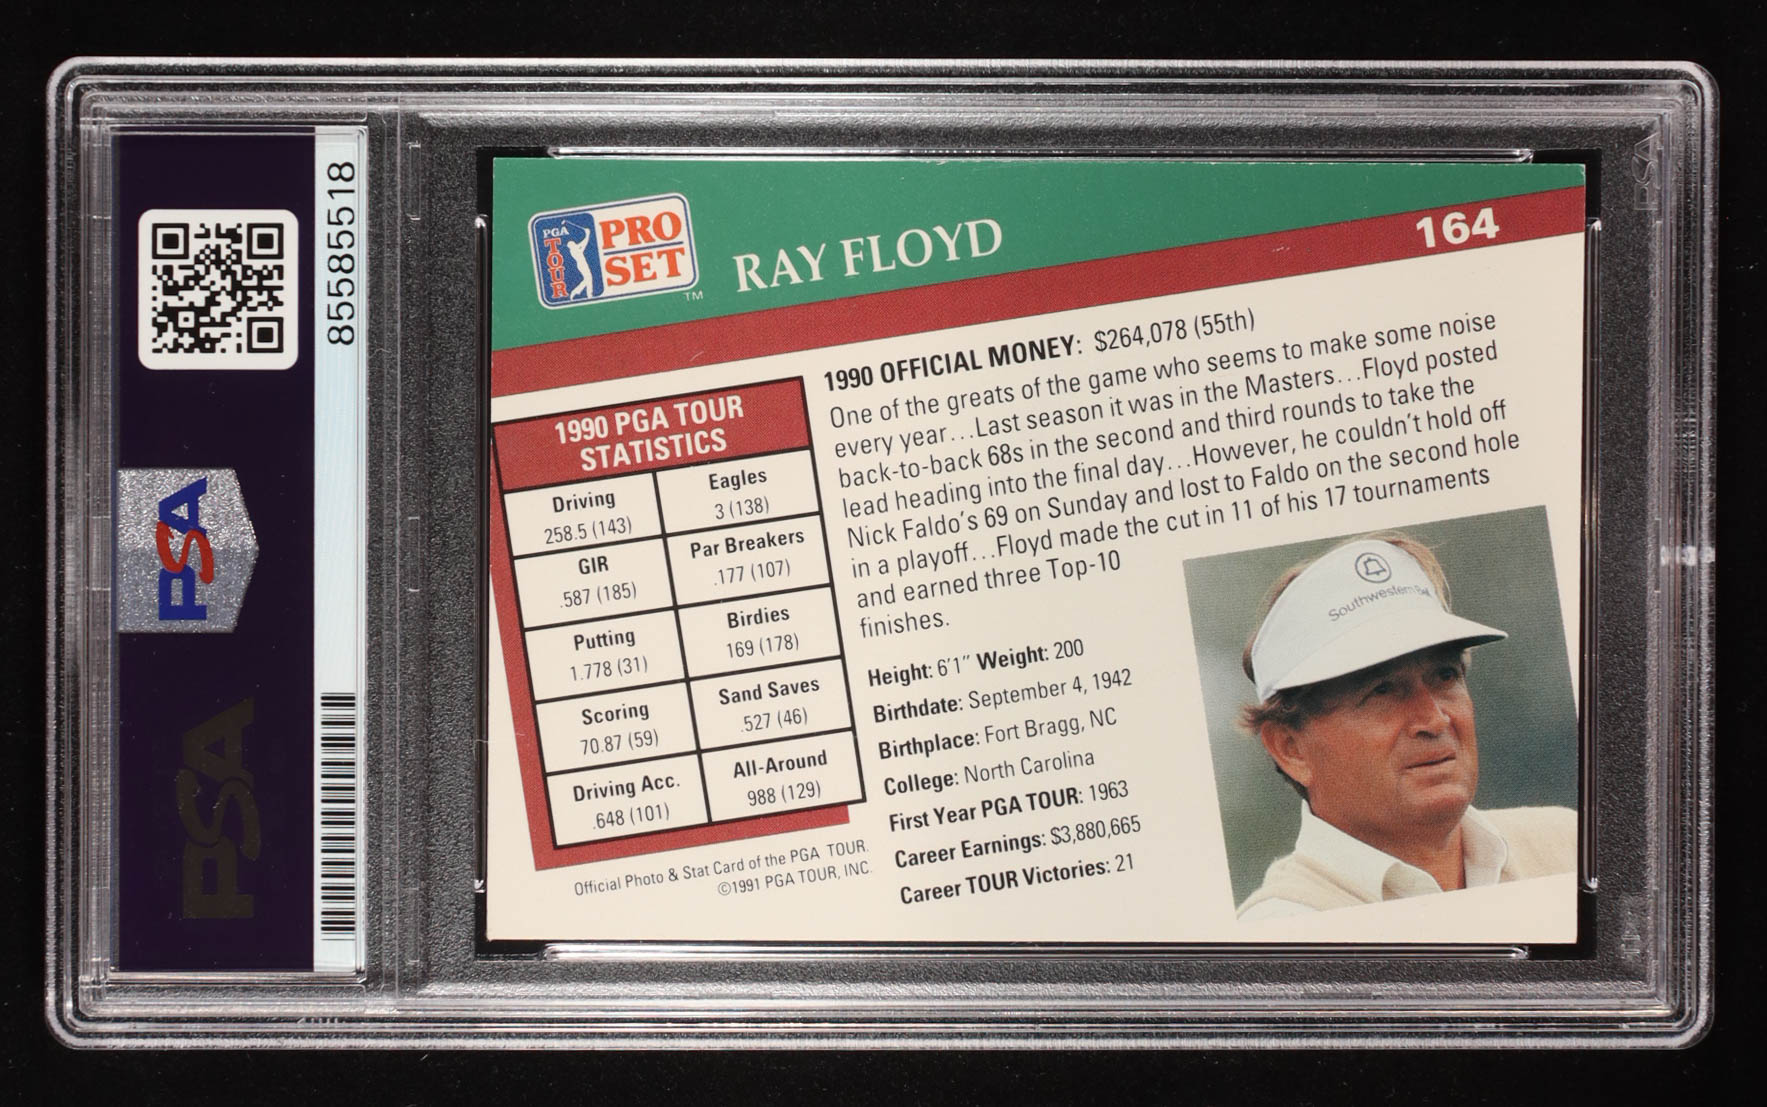 85585518
PSA
PSA
PGA TOUR
PRO SET
TM
RAY FLOYD
164
1990 OFFICIAL MONEY: $264,078 (55th)
One of the greats of the game who seems to make some noise
every year...Last season it was in the Masters...Floyd posted
back-to-back 68s in the second and third rounds to take the
lead heading into the final day...However, he couldn't hold off
Nick Faldo's 69 on Sunday and lost to Faldo on the second hole
in a playoff...Floyd made the cut in 11 of his 17 tournaments
and earned three Top-10
finishes.
1990 PGA TOUR
STATISTICS
Driving
258.5 (143)
Eagles
3 (138)
GIR
.587 (185)
Par Breakers
.177 (107)
Putting
1.778 (31)
Birdies
169 (178)
Scoring
70.87 (59)
Sand Saves
.527 (46)
Driving Acc.
.648 (101)
All-Around
988 (129)
Official Photo & Stat Card of the PGA TOUR.
©1991 PGA TOUR, INC.
Height: 6'1" Weight: 200
Birthdate: September 4, 1942
Birthplace: Fort Bragg, NC
College: North Carolina
First Year PGA TOUR: 1963
Career Earnings: $3,880,665
Career TOUR Victories: 21
Southwestern Bell
PSA